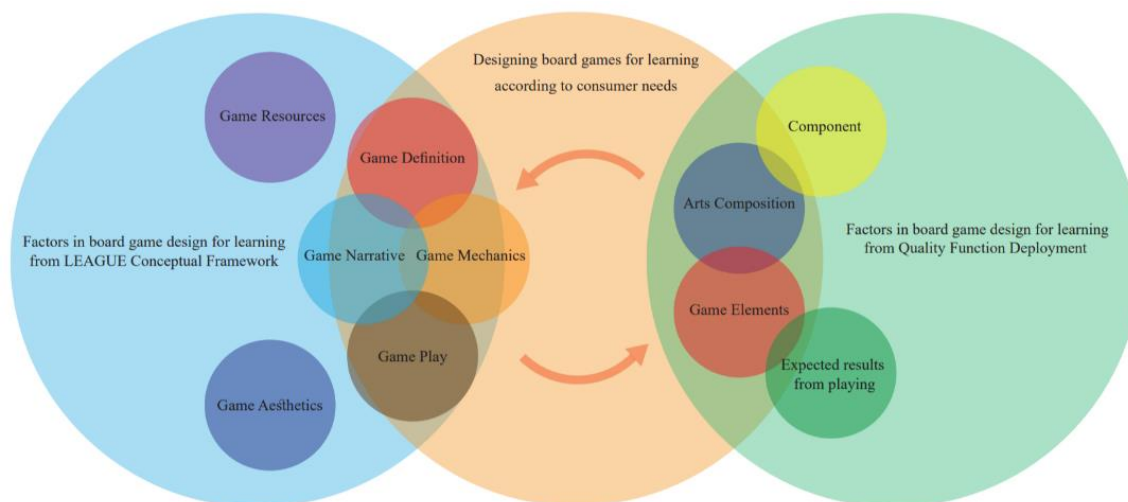 Designing board games for learning
according to consumer needs
Game Resources
Game Definition
Factors in board game design for learning
from LEAGUE Conceptual Framework
Game Narrative
Game Mechanics
Game Play
Game Aesthetics
Component
Arts Composition
Factors in board game design for learning
from Quality Function Deployment
Game Elements
Expected results
from playing